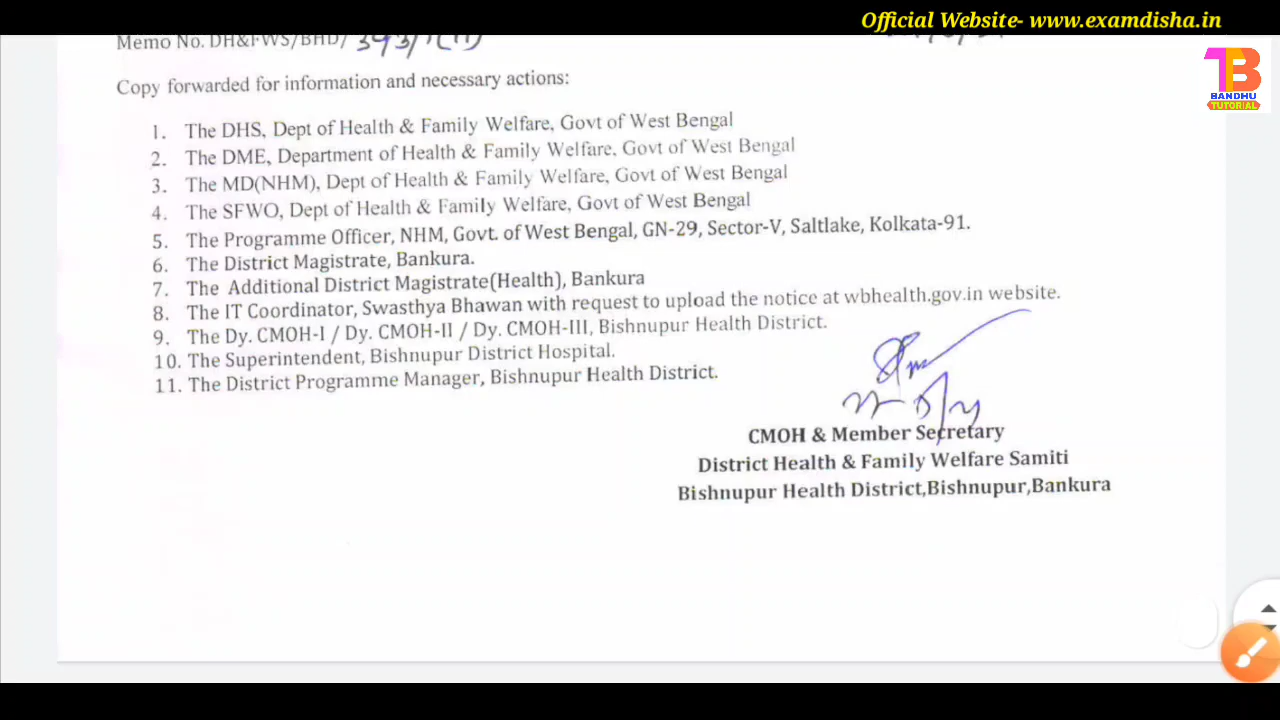 Official Website- www.examdisha.in
Memo No. DH&FWS/BHD/
TB
BANDHU
TUTORIAL
Copy forwarded for information and necessary actions:
1. The DHS, Dept of Health & Family Welfare, Govt of West Bengal
2. The DME, Department of Health & Family Welfare, Govt of West Bengal
3. The MD(NHM), Dept of Health & Family Welfare, Govt of West Bengal
4. The SFWO, Dept of Health & Family Welfare, Govt of West Bengal
5. The Programme Officer, NHM, Govt. of West Bengal, GN-29, Sector-V, Saltlake, Kolkata-91.
6. The District Magistrate, Bankura.
7. The Additional District Magistrate(Health), Bankura
8. The IT Coordinator, Swasthya Bhawan with request to upload the notice at wbhealth.gov.in website.
9. The Dy. CMOH-I / Dy. CMOH-II / Dy. CMOH-III, Bishnupur Health District.
10. The Superintendent, Bishnupur District Hospital.
11. The District Programme Manager, Bishnupur Health District.
CMOH & Member Secretary
District Health & Family Welfare Samiti
Bishnupur Health District,Bishnupur,Bankura